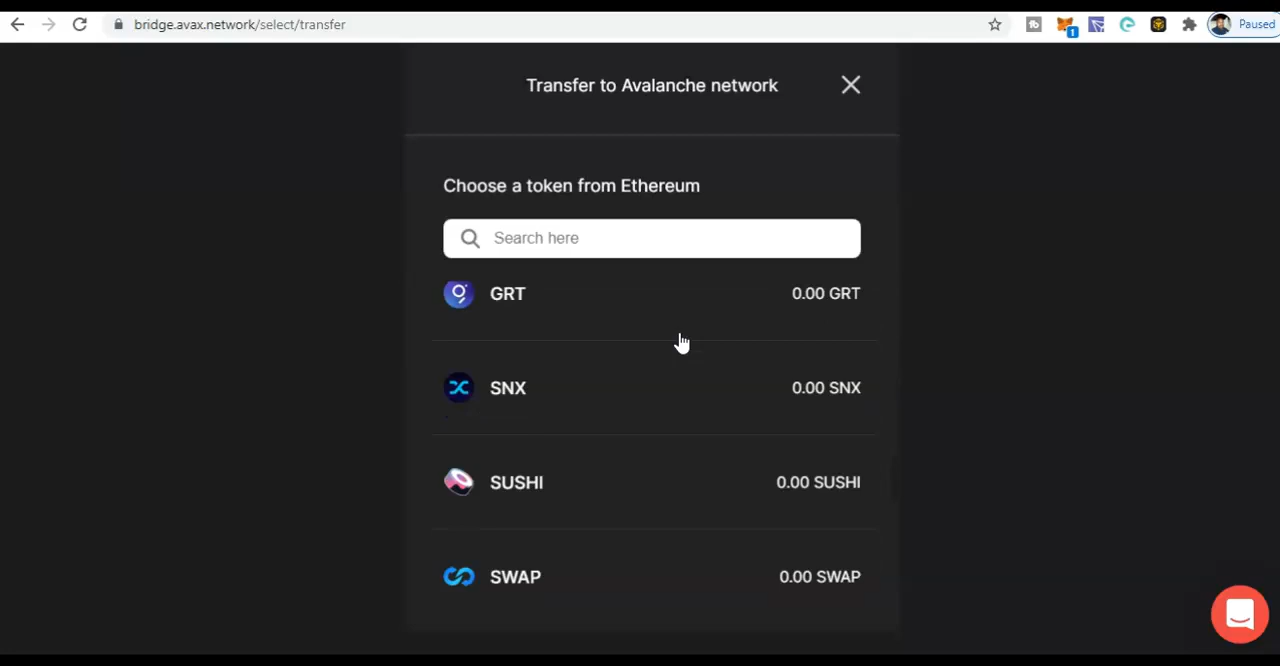 bridge.avax.network/select/transfer
1
Paused
Transfer to Avalanche network
Choose a token from Ethereum
Search here
GRT 0.00 GRT
SNX 0.00 SNX
SUSHI 0.00 SUSHI
SWAP 0.00 SWAP